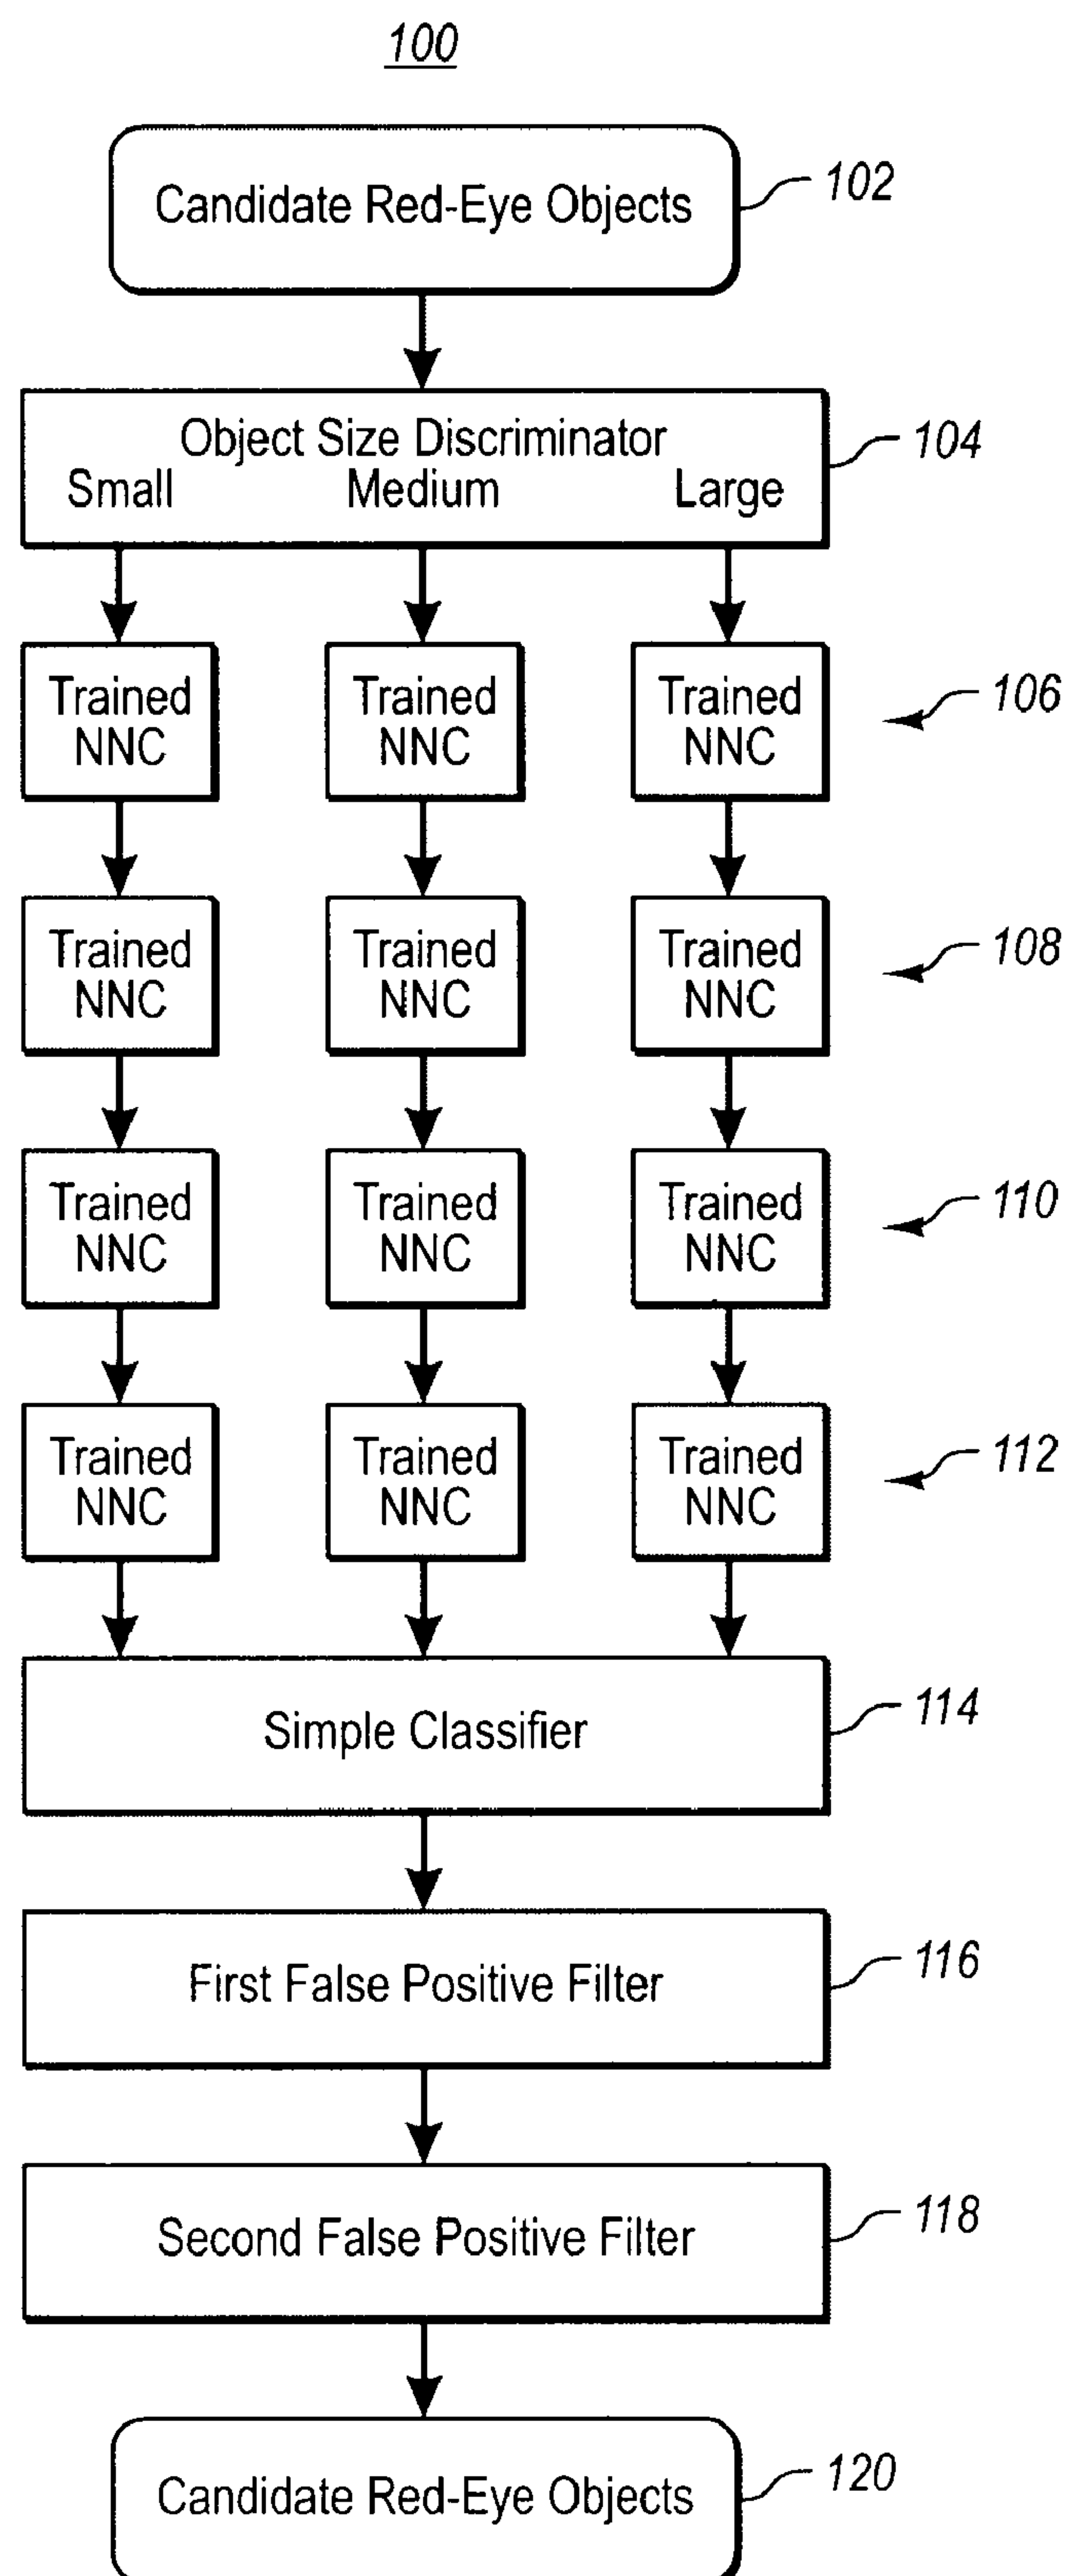 100
Candidate Red-Eye Objects
102
Object Size Discriminator
104
Small Medium Large
Trained Trained Trained
NNC NNC NNC
106
Trained Trained Trained
NNC NNC NNC
108
Trained Trained Trained
NNC NNC NNC
110
Trained Trained Trained
NNC NNC NNC
112
Simple Classifier
114
First False Positive Filter
116
Second False Positive Filter
118
Candidate Red-Eye Objects
120